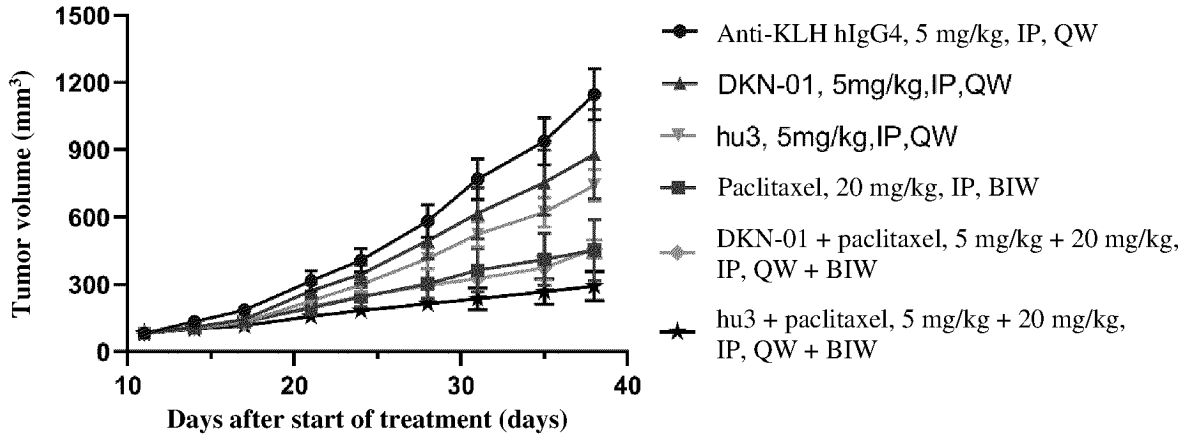 1500
1200
900
600
300
0
10
20
30
40
Tumor volume (mm³)
Days after start of treatment (days)
Anti-KLH hIgG4, 5 mg/kg, IP, QW
DKN-01, 5mg/kg,IP,QW
hu3, 5mg/kg,IP,QW
Paclitaxel, 20 mg/kg, IP, BIW
DKN-01 + paclitaxel, 5 mg/kg + 20 mg/kg,
IP, QW + BIW
hu3 + paclitaxel, 5 mg/kg + 20 mg/kg,
IP, QW + BIW